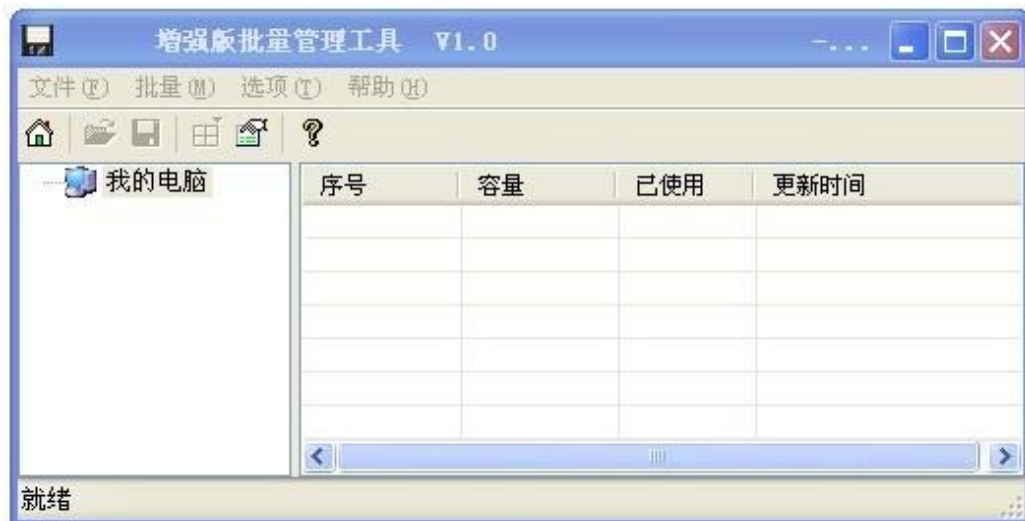 增强版批量管理工具 V1.0 -...
文件(F) 批量(M) 选项(T) 帮助(H)
我的电脑
序号 容量 已使用 更新时间
就绪